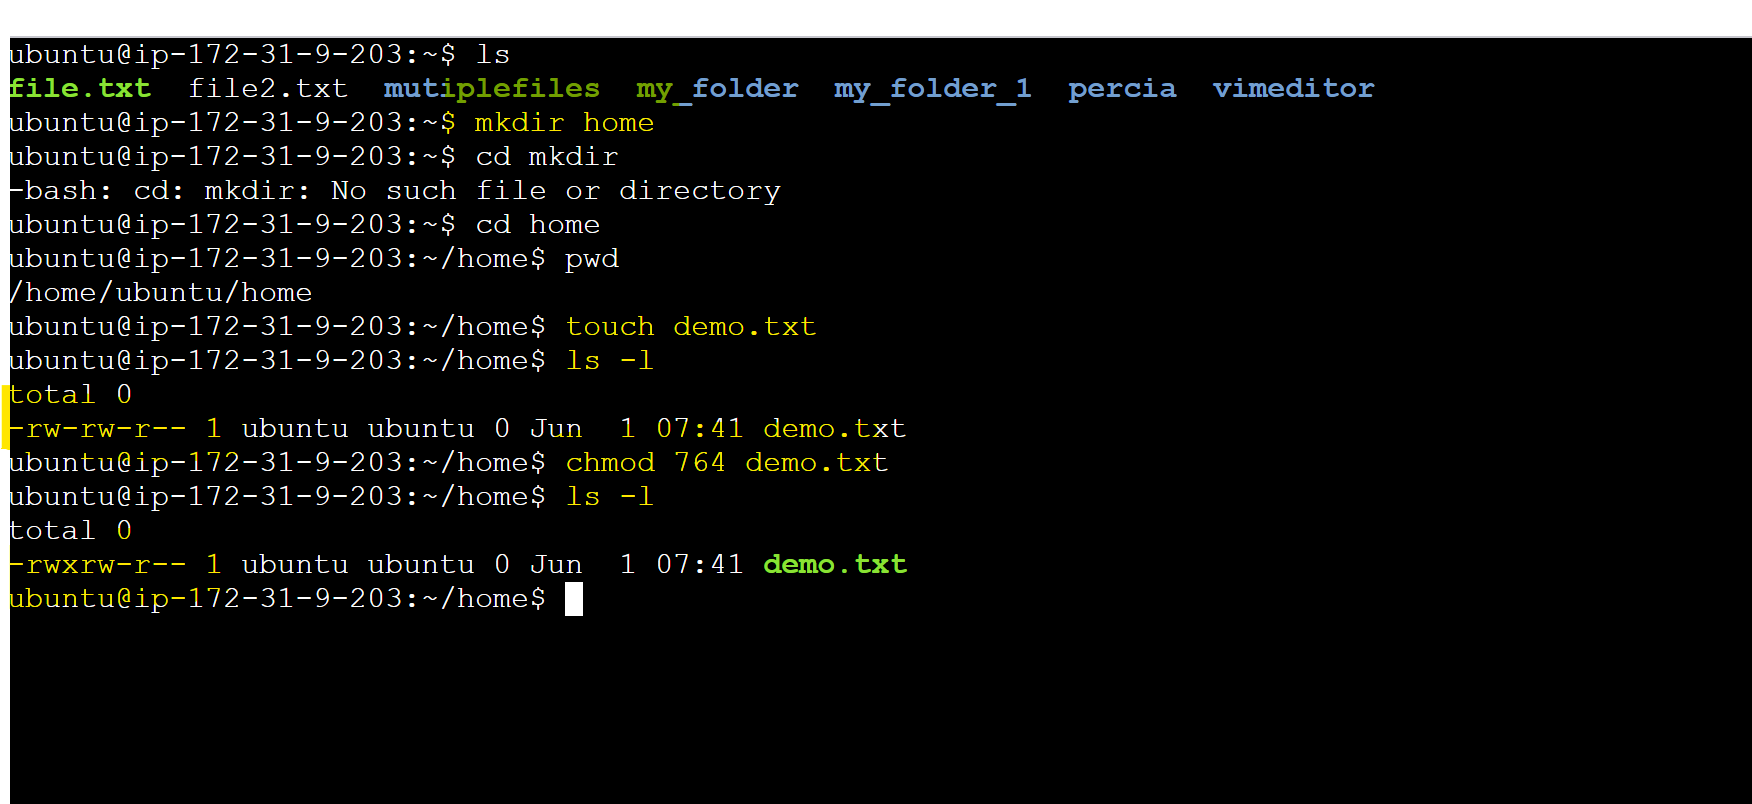 ubuntu@ip-172-31-9-203:~$ ls
file.txt  file2.txt  mutiplefiles  my_folder  my_folder_1  percia  vimeditor
ubuntu@ip-172-31-9-203:~$ mkdir home
ubuntu@ip-172-31-9-203:~$ cd mkdir
-bash: cd: mkdir: No such file or directory
ubuntu@ip-172-31-9-203:~$ cd home
ubuntu@ip-172-31-9-203:~/home$ pwd
/home/ubuntu/home
ubuntu@ip-172-31-9-203:~/home$ touch demo.txt
ubuntu@ip-172-31-9-203:~/home$ ls -l
total 0
-rw-rw-r-- 1 ubuntu ubuntu 0 Jun  1 07:41 demo.txt
ubuntu@ip-172-31-9-203:~/home$ chmod 764 demo.txt
ubuntu@ip-172-31-9-203:~/home$ ls -l
total 0
-rwxrw-r-- 1 ubuntu ubuntu 0 Jun  1 07:41 demo.txt
ubuntu@ip-172-31-9-203:~/home$